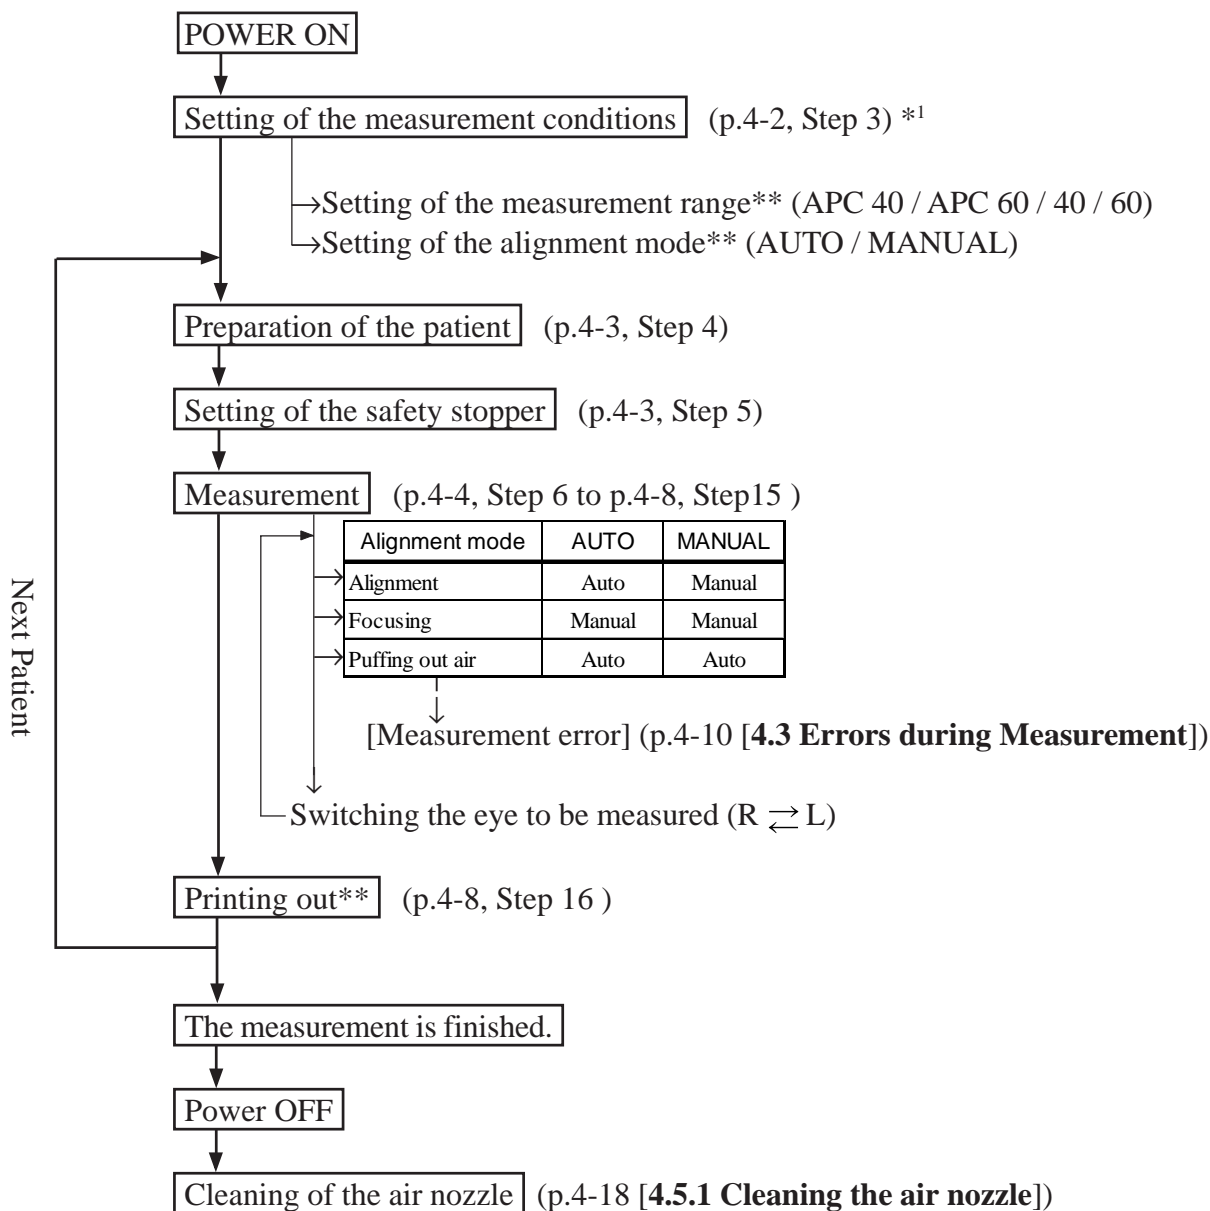 POWER ON
Setting of the measurement conditions (p.4-2, Step 3) *1
→Setting of the measurement range** (APC 40 / APC 60 / 40 / 60)
→Setting of the alignment mode** (AUTO / MANUAL)
Preparation of the patient (p.4-3, Step 4)
Setting of the safety stopper (p.4-3, Step 5)
Measurement (p.4-4, Step 6 to p.4-8, Step15 )
Alignment mode AUTO MANUAL
Alignment Auto Manual
Focusing Manual Manual
Puffing out air Auto Auto
[Measurement error] (p.4-10 [4.3 Errors during Measurement])
Switching the eye to be measured (R ⇄ L)
Next Patient
Printing out** (p.4-8, Step 16 )
The measurement is finished.
Power OFF
Cleaning of the air nozzle (p.4-18 [4.5.1 Cleaning the air nozzle])